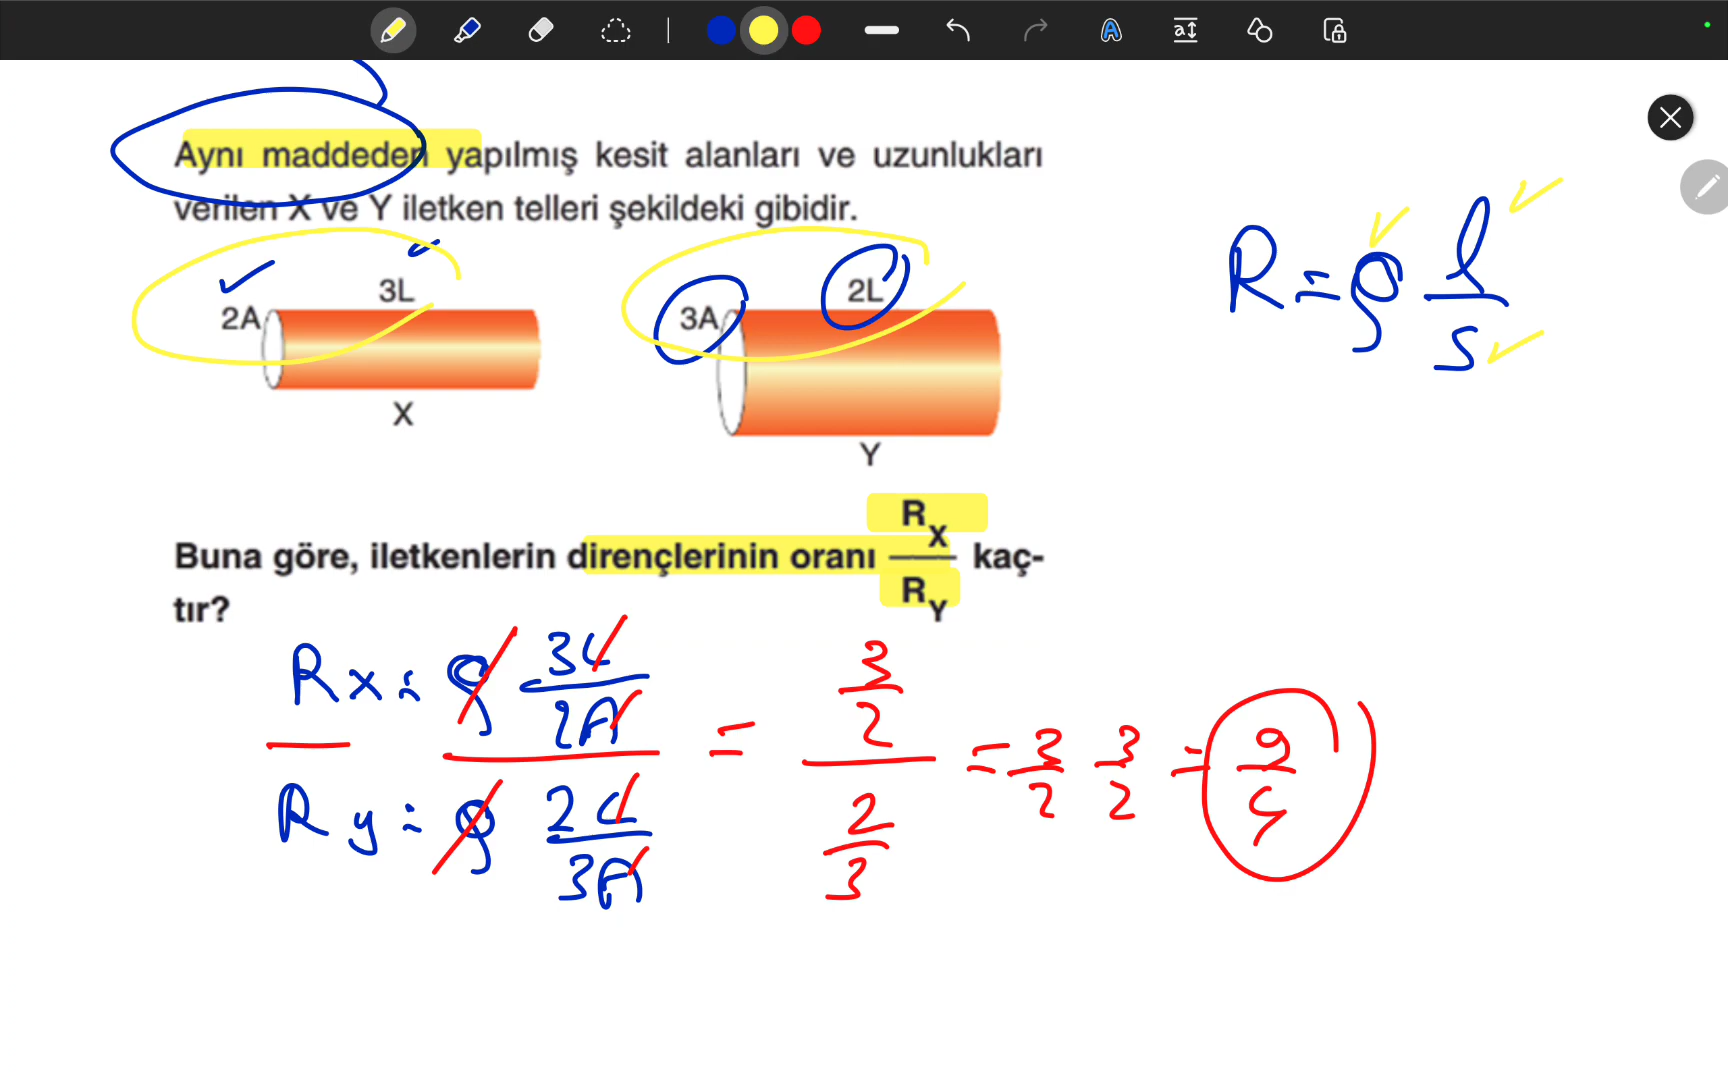 Aynı maddeden yapılmış kesit alanları ve uzunlukları
verilen X ve Y iletken telleri şekildeki gibidir.
R = ρ l / s
3L
2A
X
2L
3A
Y
Buna göre, iletkenlerin dirençlerinin oranı R_X / R_Y kaç-
tır?
Rx = ρ 3L / 2A
Ry = ρ 2L / 3A
= 3/2 / 2/3 = 3/2 3/2 = 9/4